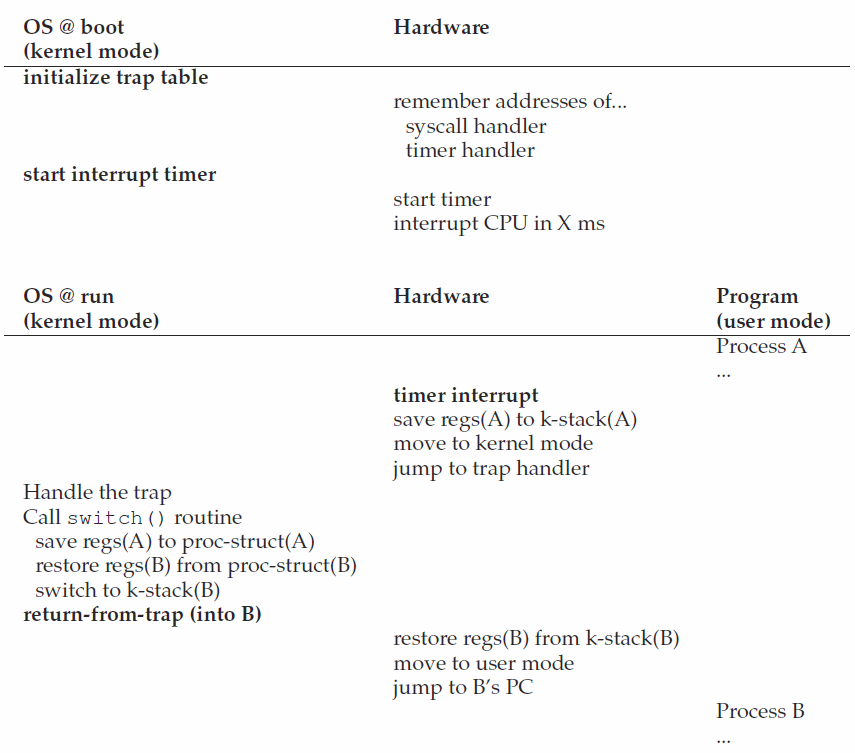 OS @ boot Hardware
(kernel mode)
initialize trap table
remember addresses of...
syscall handler
timer handler
start interrupt timer
start timer
interrupt CPU in X ms
OS @ run Hardware Program
(kernel mode) (user mode)
Process A
...
timer interrupt
save regs(A) to k-stack(A)
move to kernel mode
jump to trap handler
Handle the trap
Call switch() routine
save regs(A) to proc-struct(A)
restore regs(B) from proc-struct(B)
switch to k-stack(B)
return-from-trap (into B)
restore regs(B) from k-stack(B)
move to user mode
jump to B's PC
Process B
...